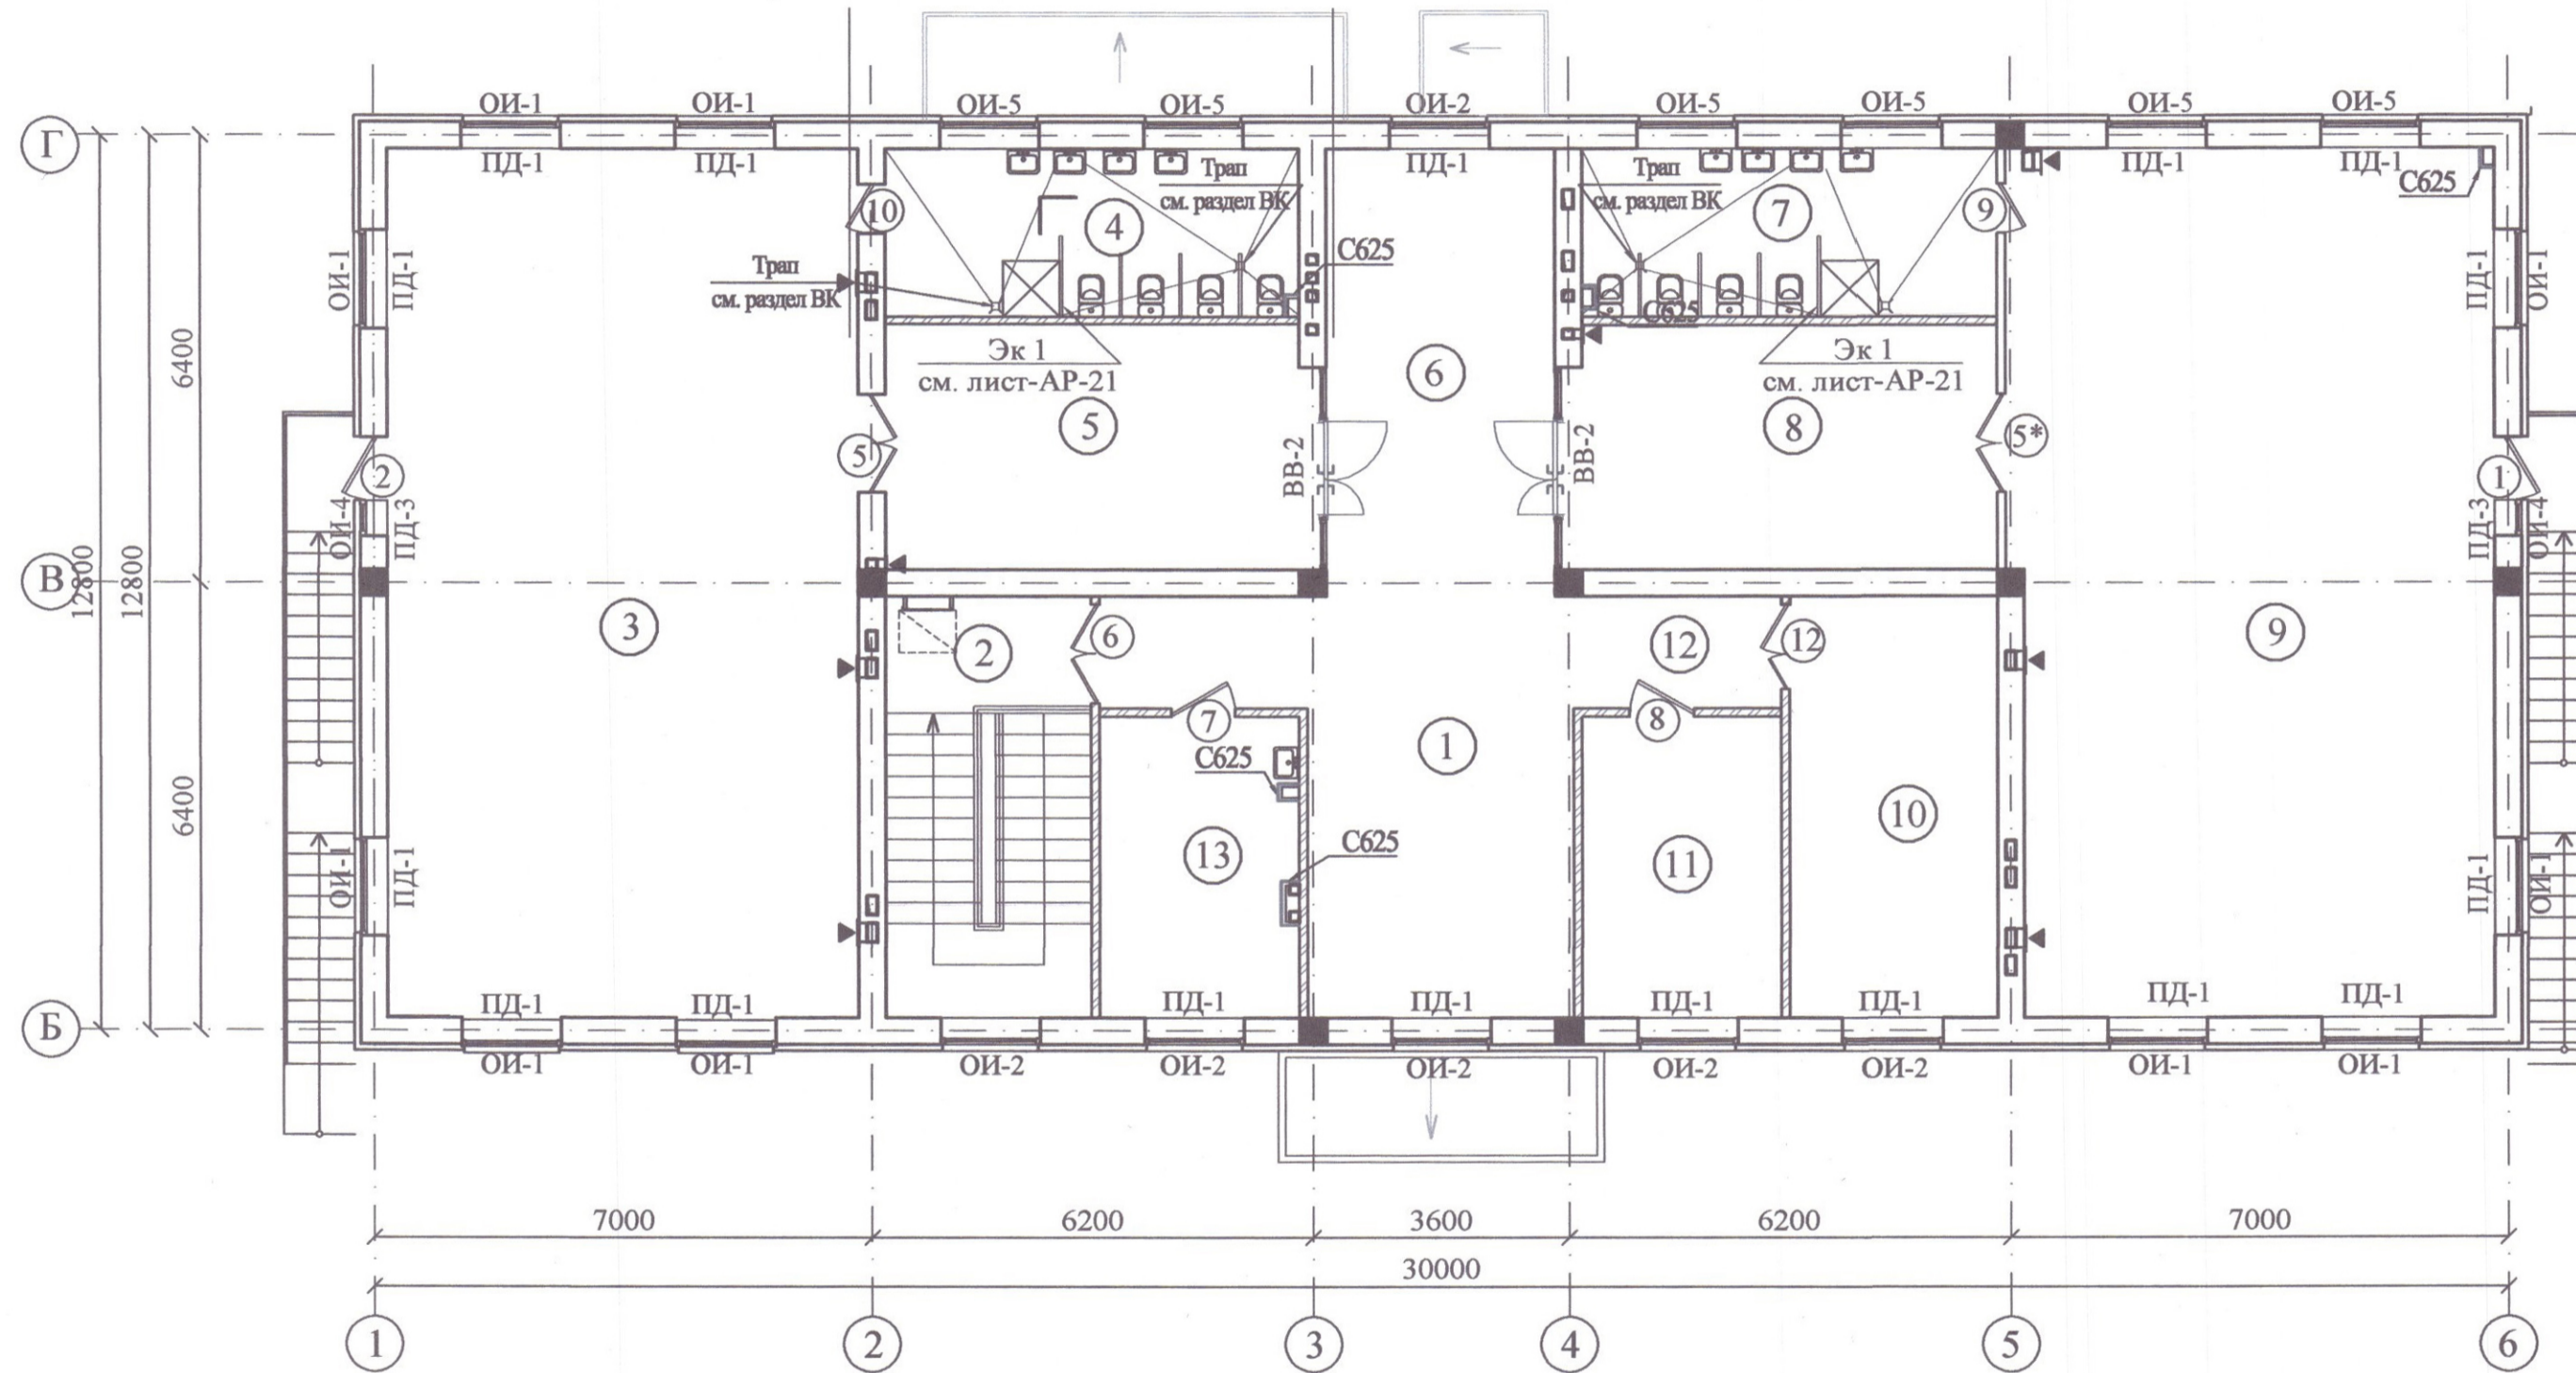 ОИ-1 ОИ-1 ОИ-5 ОИ-5 ОИ-2 ОИ-5 ОИ-5 ОИ-5 ОИ-5
Г
ПД-1 ПД-1 Трап ПД-1 Трап ПД-1 ПД-1
см. раздел ВК см. раздел ВК С625
10 4 7 9
ОИ-1 ПД-1 Трап С625 ПД-1 ОИ-1
см. раздел ВК С625
6400
Эк 1 6 Эк 1
см. лист-АР-21 см. лист-АР-21
5 8
2 5 ВВ-2 ВВ-2 5* 1
ОИ-4 ПД-3 ПД-3 ОИ-4
В 12800 12800
3 2 6 12 12 9
7 8
1
С625
6400
10
С625
13 11
ОИ-1 ПД-1 ПД-1 ОИ-1
ПД-1 ПД-1 ПД-1 ПД-1 ПД-1 ПД-1 ПД-1 ПД-1
Б
ОИ-1 ОИ-1 ОИ-2 ОИ-2 ОИ-2 ОИ-2 ОИ-2 ОИ-1 ОИ-1
7000 6200 3600 6200 7000
30000
1 2 3 4 5 6